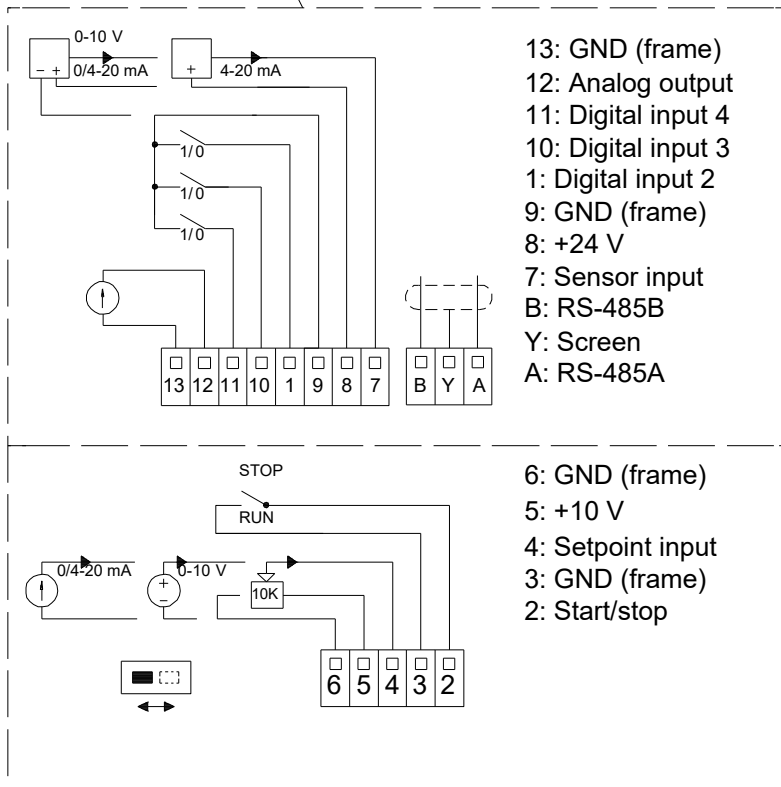 0-10 V
0/4-20 mA
- +
+
4-20 mA
1/0
1/0
1/0
13 12 11 10 1 9 8 7
B Y A
13: GND (frame)
12: Analog output
11: Digital input 4
10: Digital input 3
1: Digital input 2
9: GND (frame)
8: +24 V
7: Sensor input
B: RS-485B
Y: Screen
A: RS-485A
STOP
RUN
0/4-20 mA
0-10 V
+
-
10K
6 5 4 3 2
6: GND (frame)
5: +10 V
4: Setpoint input
3: GND (frame)
2: Start/stop